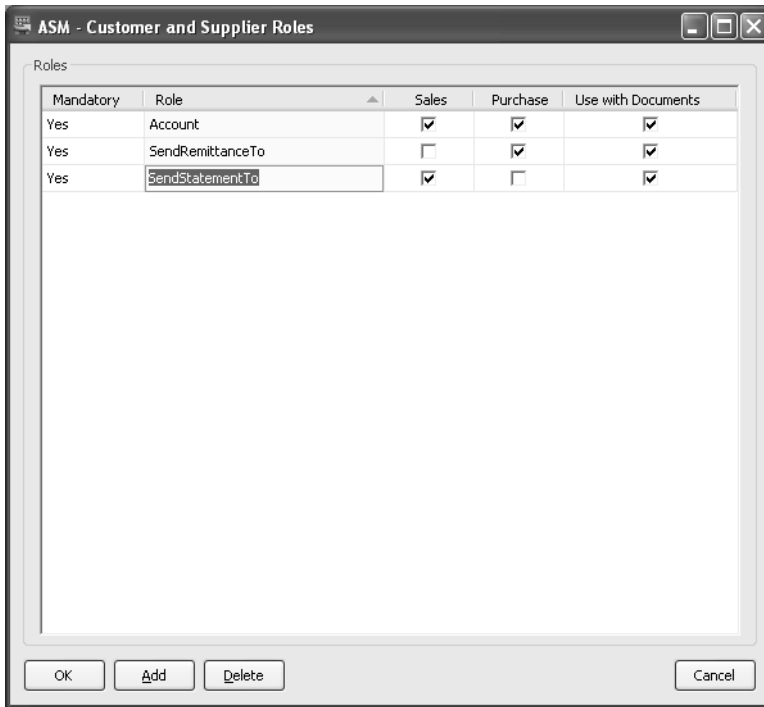 ASM - Customer and Supplier Roles
Roles
Mandatory Role Sales Purchase Use with Documents
Yes Account
Yes SendRemittanceTo
Yes SendStatementTo
OK Add Delete Cancel